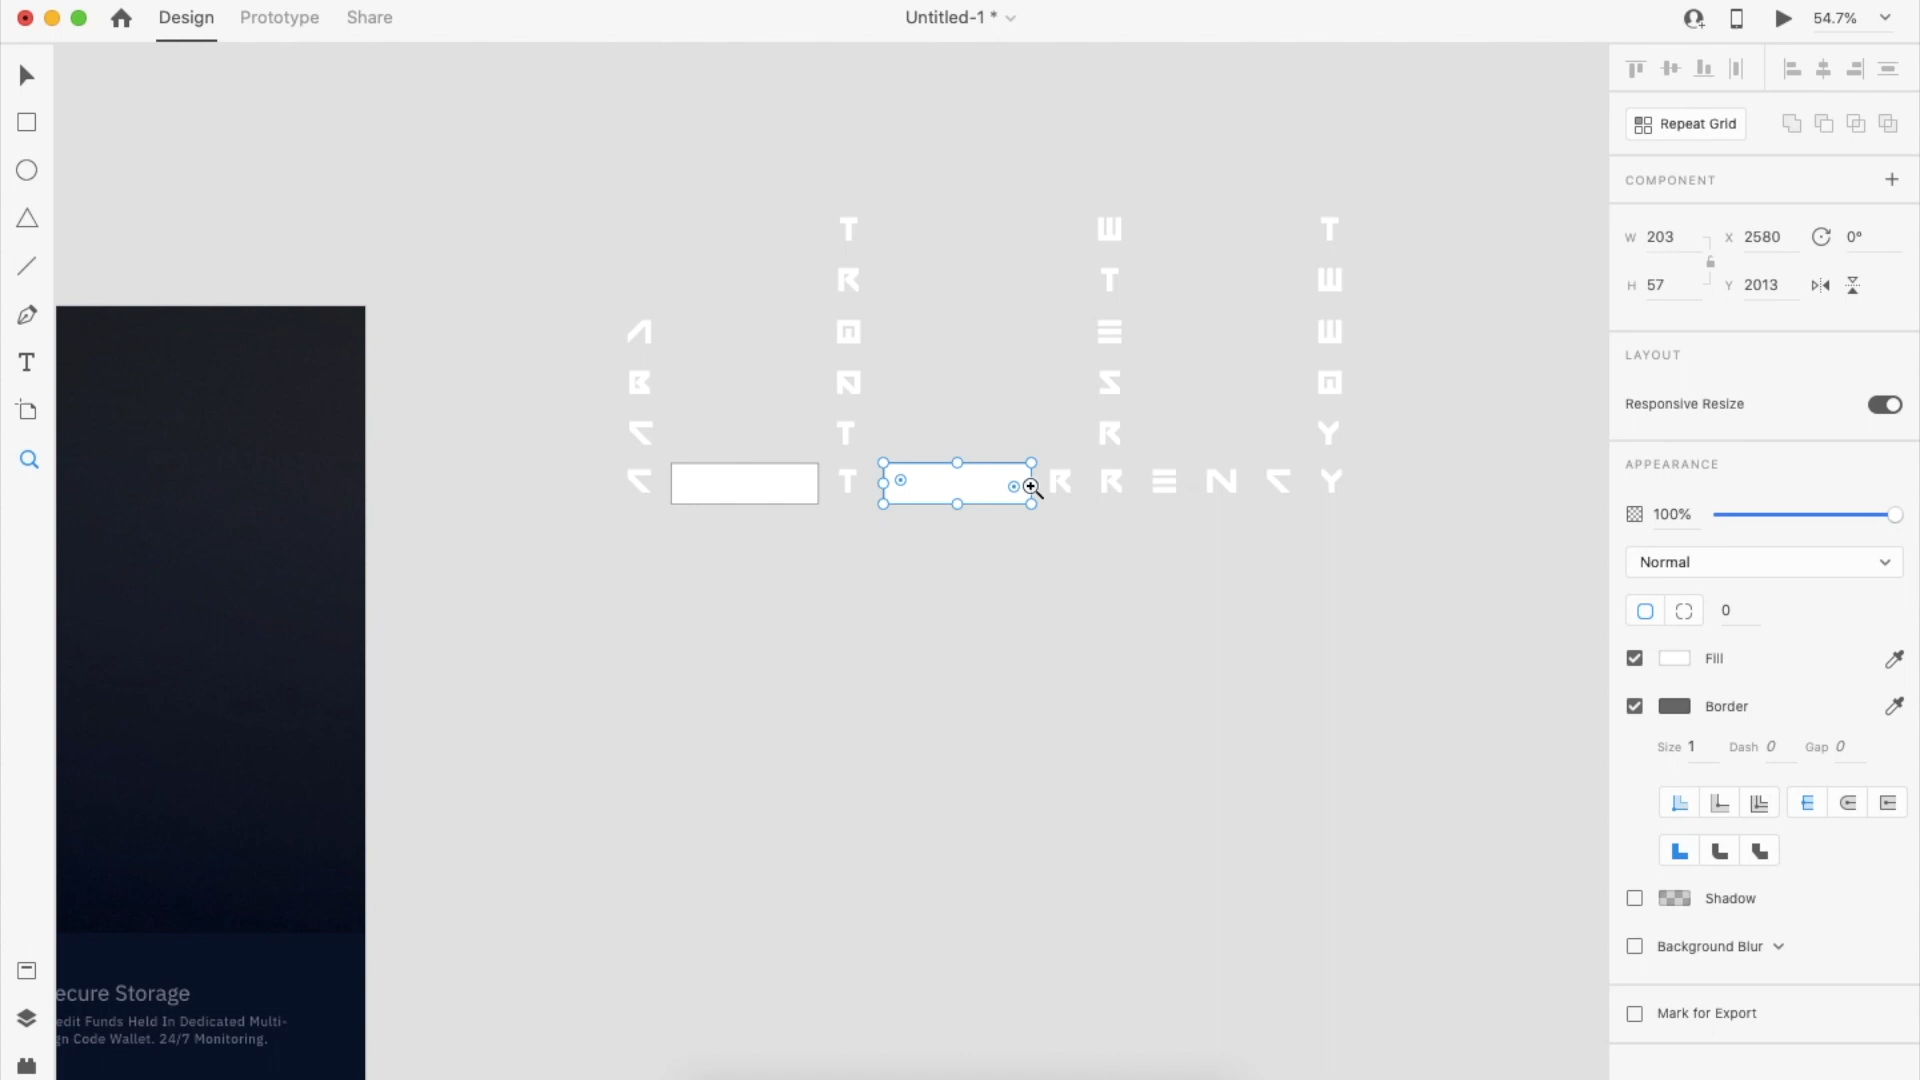 Design Prototype Share Untitled-1 * 54.7%
Repeat Grid
COMPONENT
W 203 X 2580 0°
H 57 Y 2013
LAYOUT
Responsive Resize
APPEARANCE
100%
Normal
0
Fill
Border
Size 1 Dash 0 Gap 0
Shadow
Background Blur
Mark for Export
T W T
R T W
E W
B S
T R Y
T R R E N C Y
T
ecure Storage
edit Funds Held In Dedicated Multi-
gn Code Wallet. 24/7 Monitoring.